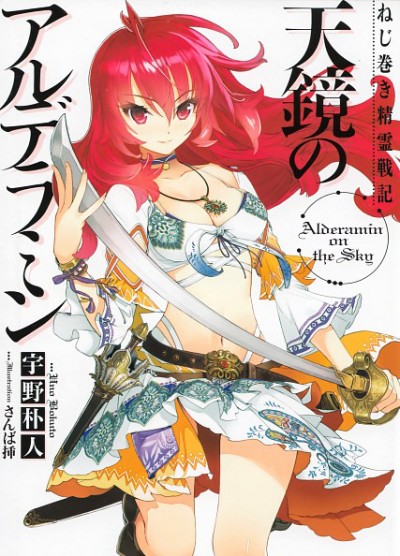 ねじ巻き精霊戦記
天鏡の
アルデラミン
Alderamin
on
the Sky
宇野朴人
...Uno Bokuto
...Illustration
さんば挿